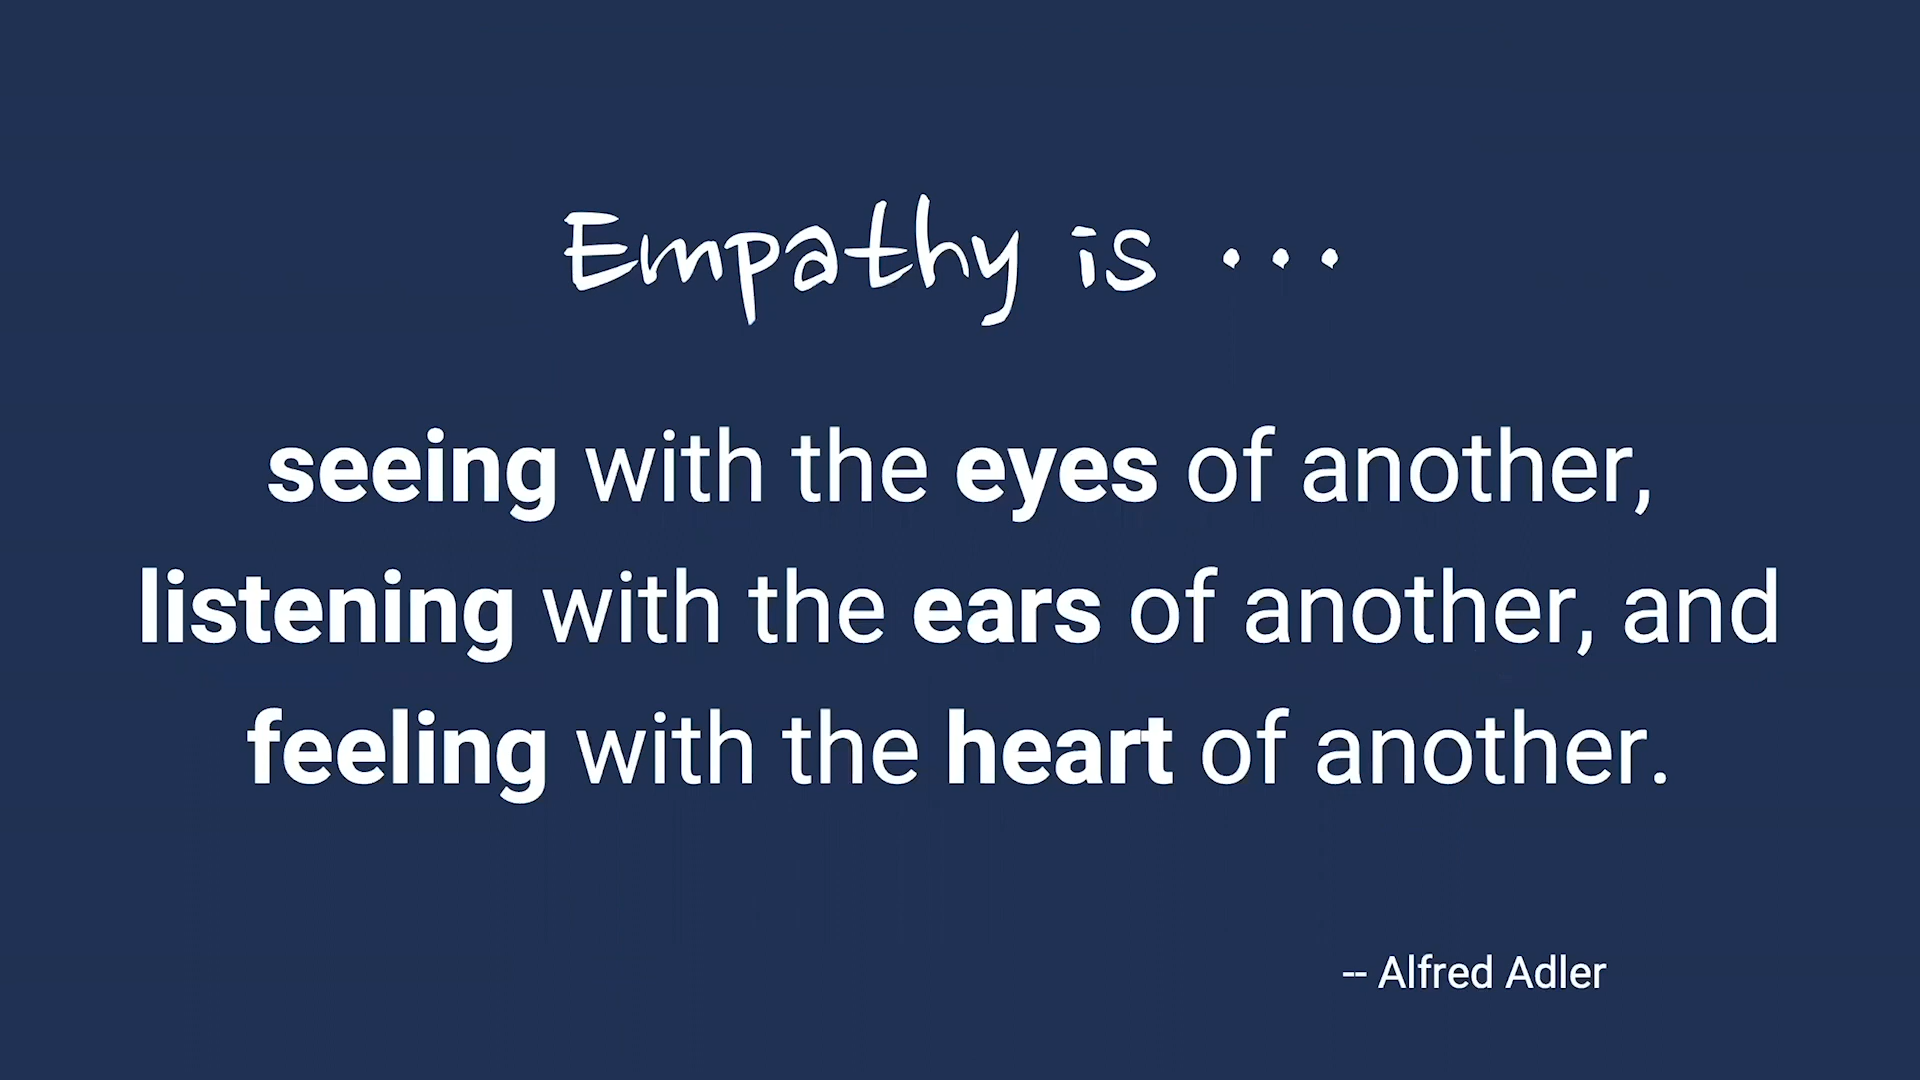 Empathy is ...
seeing with the eyes of another,
listening with the ears of another, and
feeling with the heart of another.
-- Alfred Adler